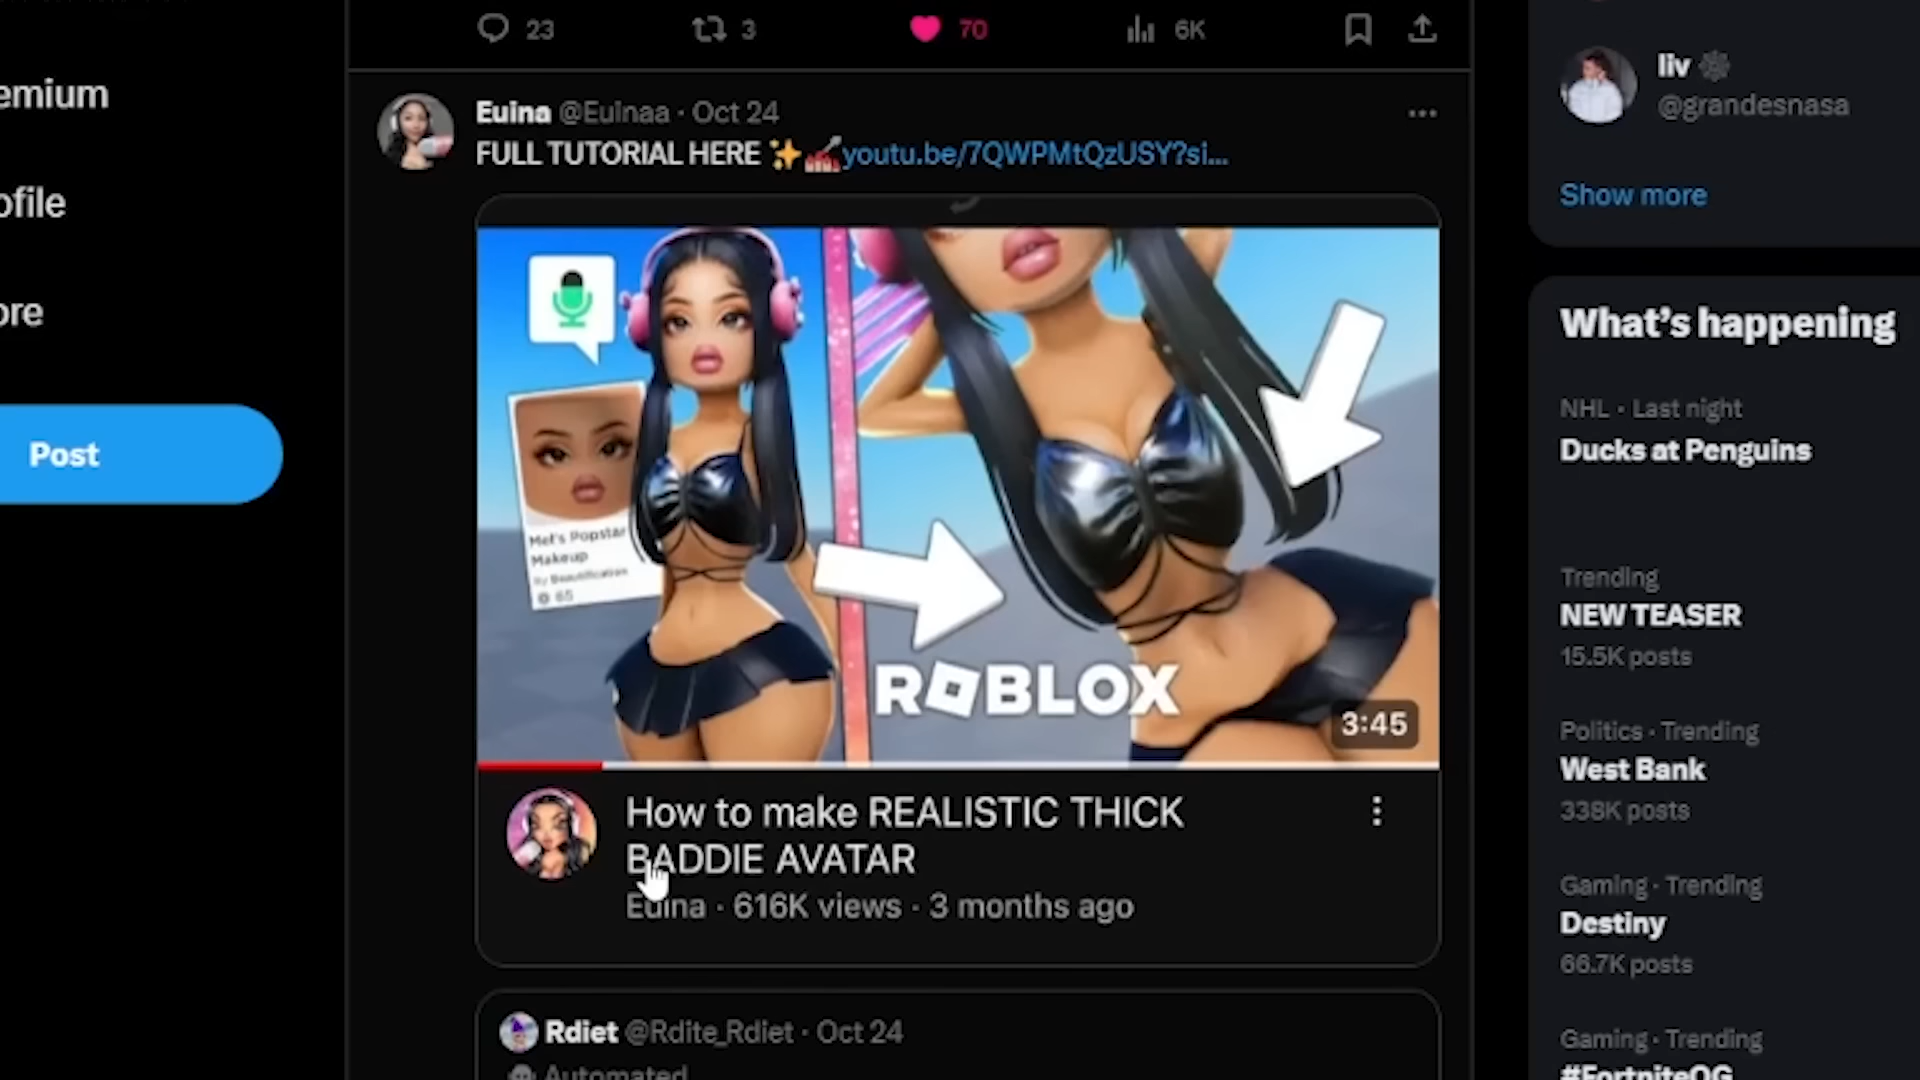 23
3
70
6K
emium
ofile
ore
Post
Euina @Euinaa · Oct 24
FULL TUTORIAL HERE ✨💅youtu.be/7QWPMtQzUSY?si...
Mel's Popstar
Makeup
By Beautification
65
ROBLOX
3:45
How to make REALISTIC THICK
BADDIE AVATAR
Euina · 616K views · 3 months ago
Rdiet @Rdite_Rdiet · Oct 24
Automated
liv
@grandesnasa
Show more
What's happening
NHL · Last night
Ducks at Penguins
Trending
NEW TEASER
15.5K posts
Politics · Trending
West Bank
338K posts
Gaming · Trending
Destiny
66.7K posts
Gaming · Trending
#FortniteOG